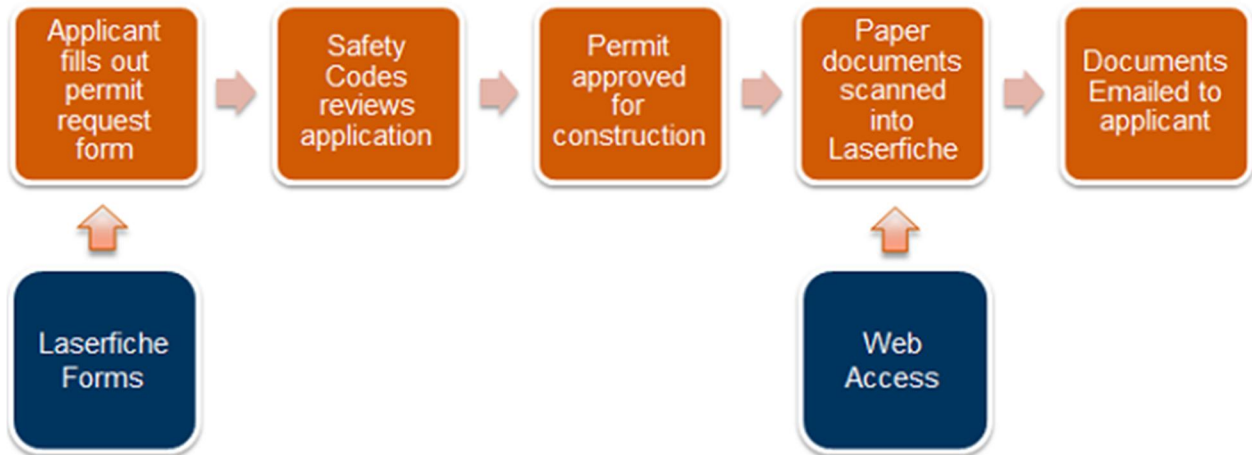 Applicant
fills out
permit
request
form
Safety
Codes
reviews
application
Permit
approved
for
construction
Paper
documents
scanned
into
Laserfiche
Documents
Emailed to
applicant
Laserfiche
Forms
Web
Access